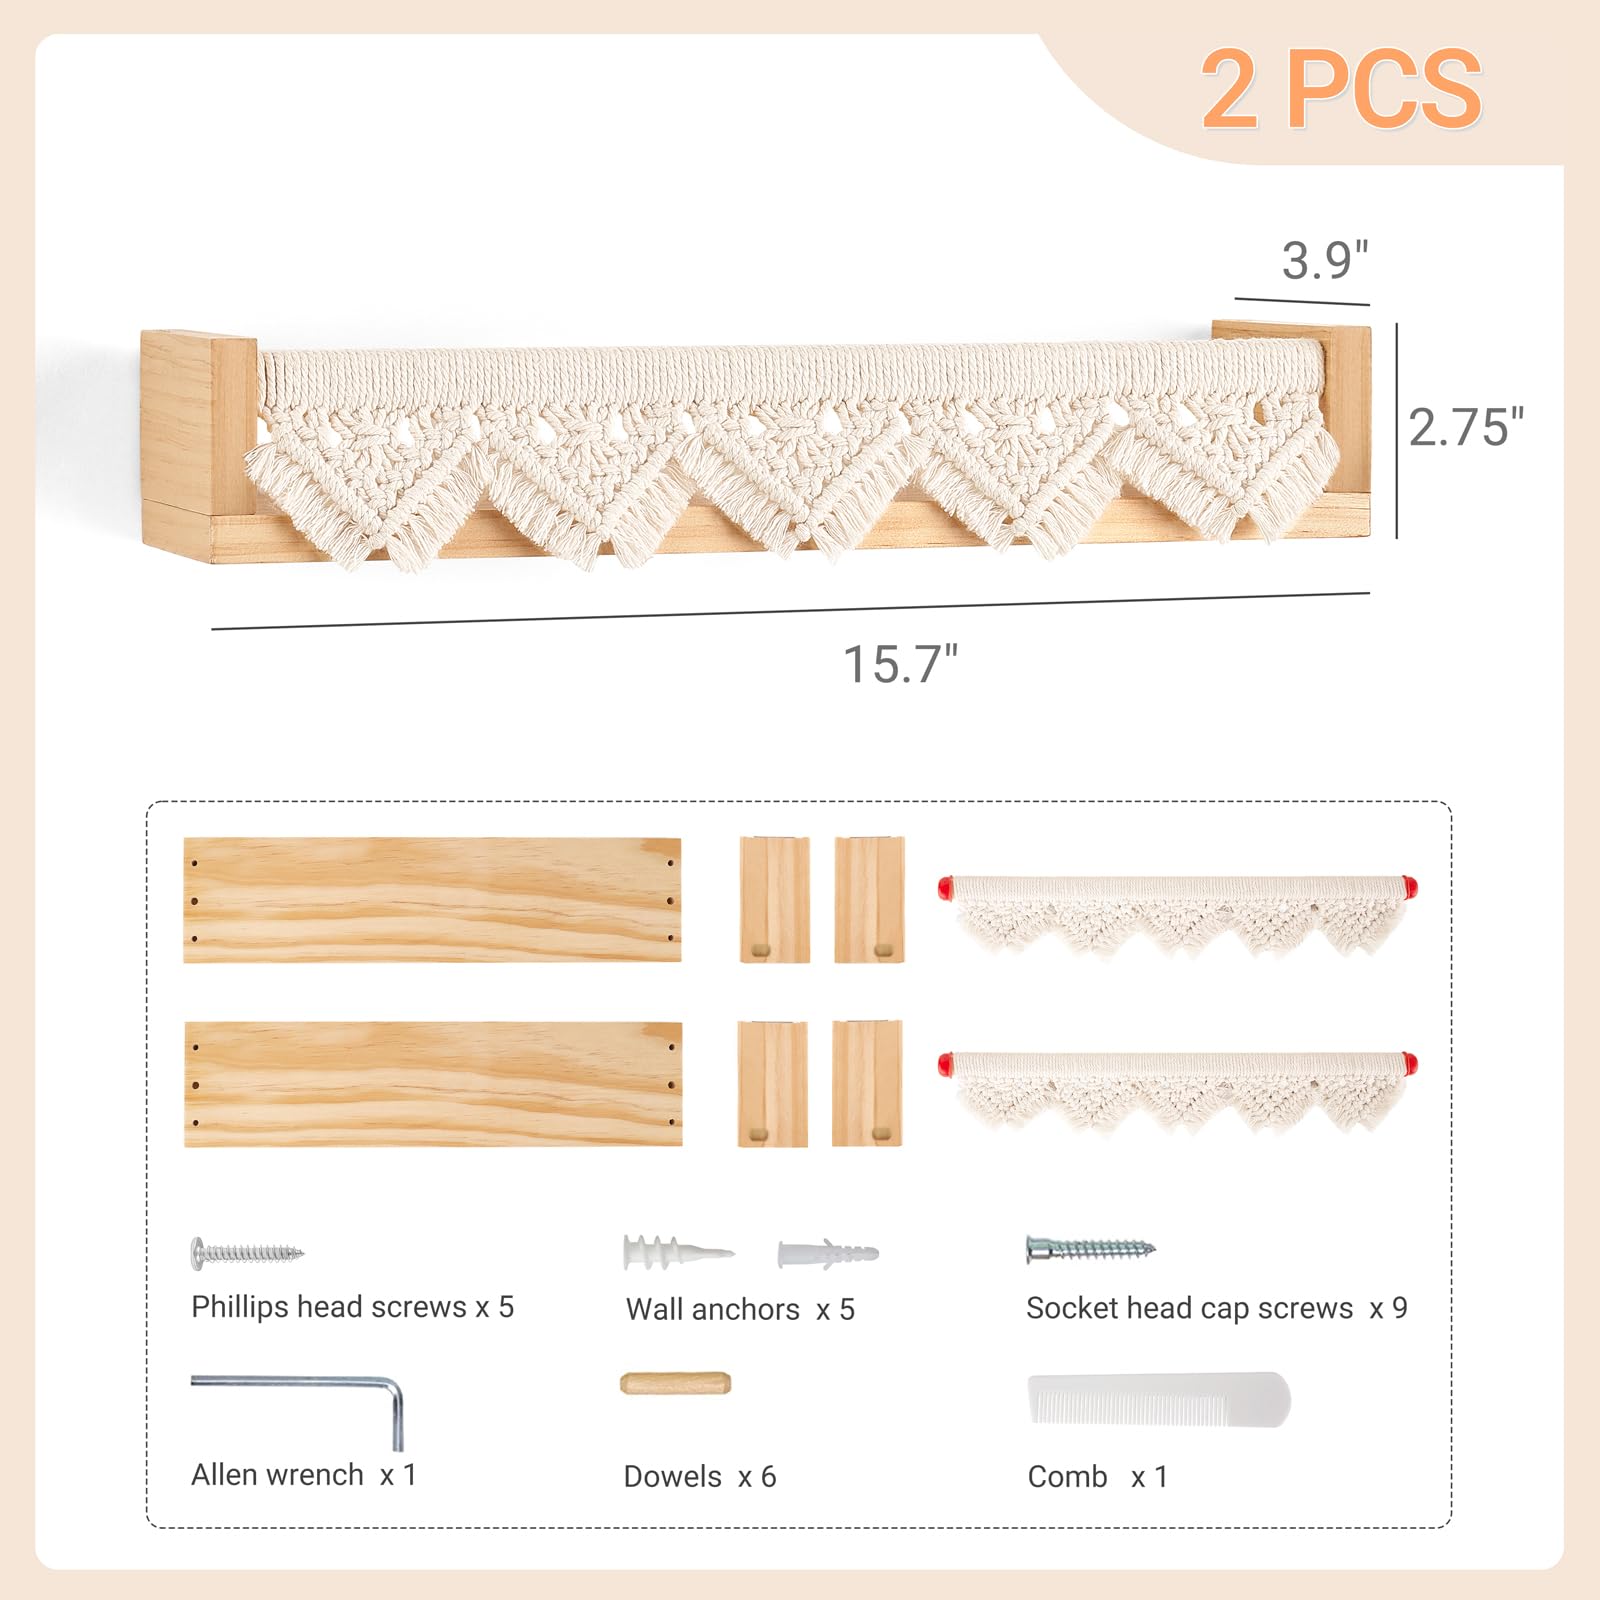 2 PCS
3.9"
2.75"
15.7"
Phillips head screws x 5
Wall anchors x 5
Socket head cap screws x 9
Allen wrench x 1
Dowels x 6
Comb x 1